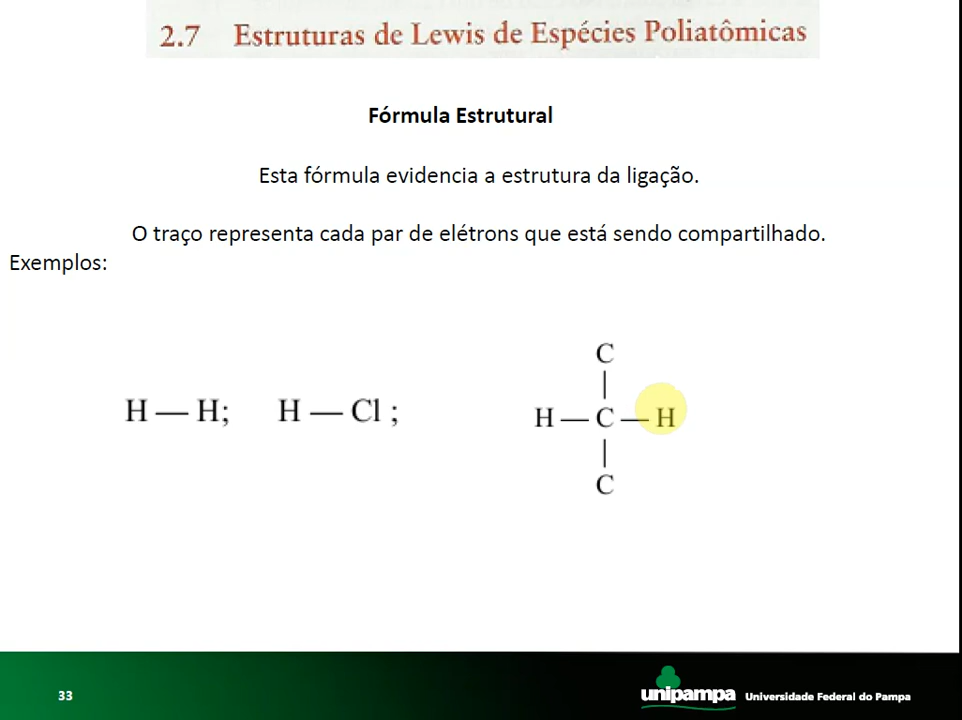 2.7 Estruturas de Lewis de Espécies Poliatômicas
Fórmula Estrutural
Esta fórmula evidencia a estrutura da ligação.
O traço representa cada par de elétrons que está sendo compartilhado.
Exemplos:
H — H; H — Cl ;
C
|
H — C — H
|
C
33
unipampa Universidade Federal do Pampa